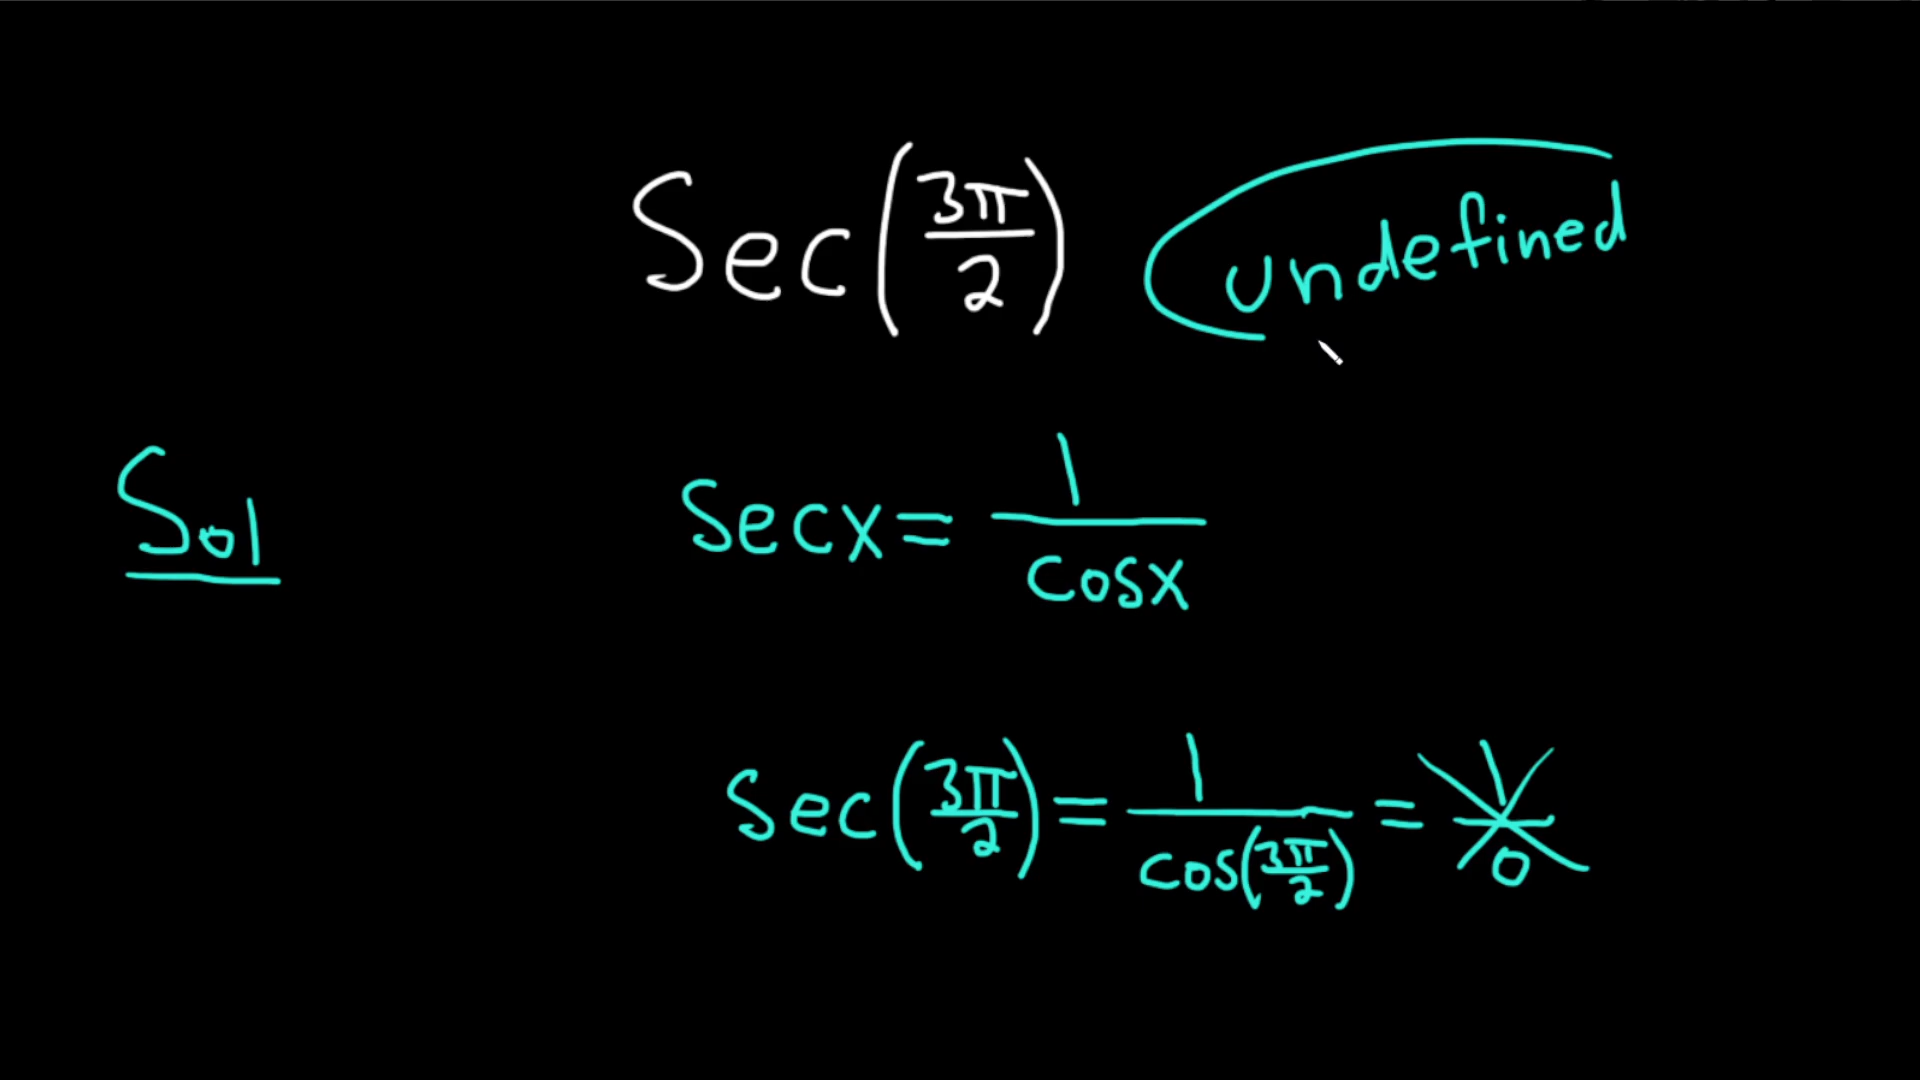 Sec(3π/2) undefined
Sol
Secx = 1/cosx
Sec(3π/2) = 1/cos(3π/2) = 1/0